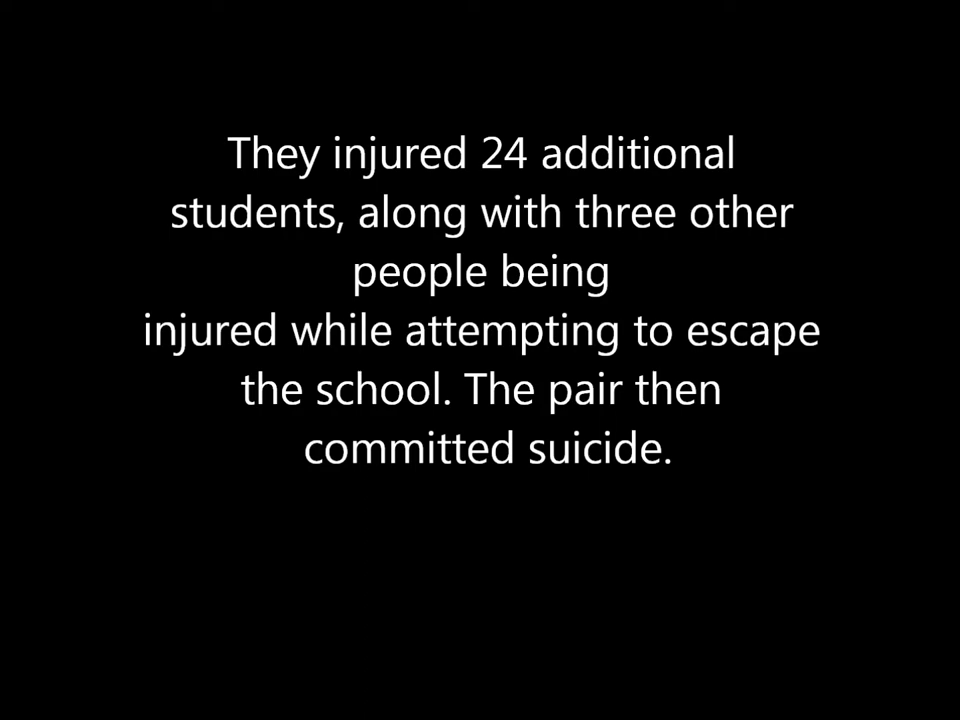 They injured 24 additional
students, along with three other
people being
injured while attempting to escape
the school. The pair then
committed suicide.